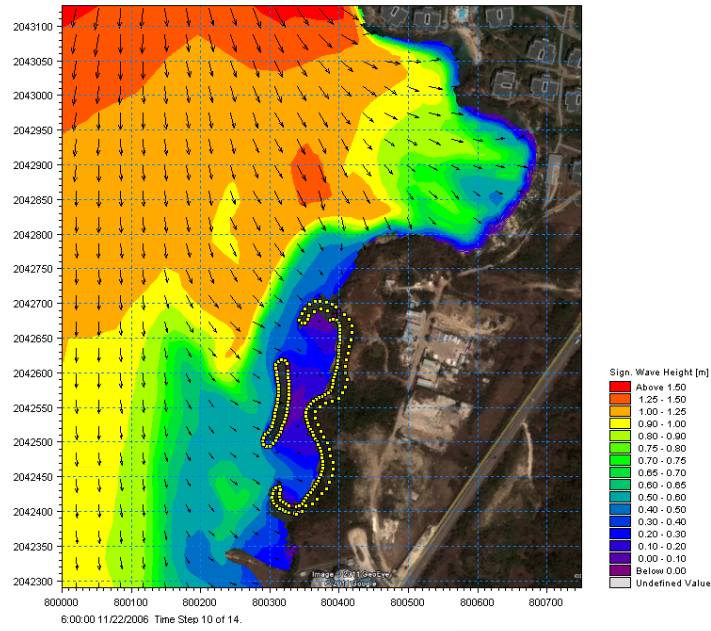 2043100
2043050
2043000
2042950
2042900
2042850
2042800
2042750
2042700
2042650
2042600
2042550
2042500
2042450
2042400
2042350
2042300
800000 800100 800200 800300 800400 800500 800600 800700
6:00:00 11/22/2006 Time Step 10 of 14.
Sign. Wave Height [m]
Above 1.50
1.25 - 1.50
1.00 - 1.25
0.90 - 1.00
0.80 - 0.90
0.75 - 0.80
0.70 - 0.75
0.65 - 0.70
0.60 - 0.65
0.50 - 0.60
0.40 - 0.50
0.30 - 0.40
0.20 - 0.30
0.10 - 0.20
0.00 - 0.10
Below 0.00
Undefined Value
Image © 2011 GeoEye
Google